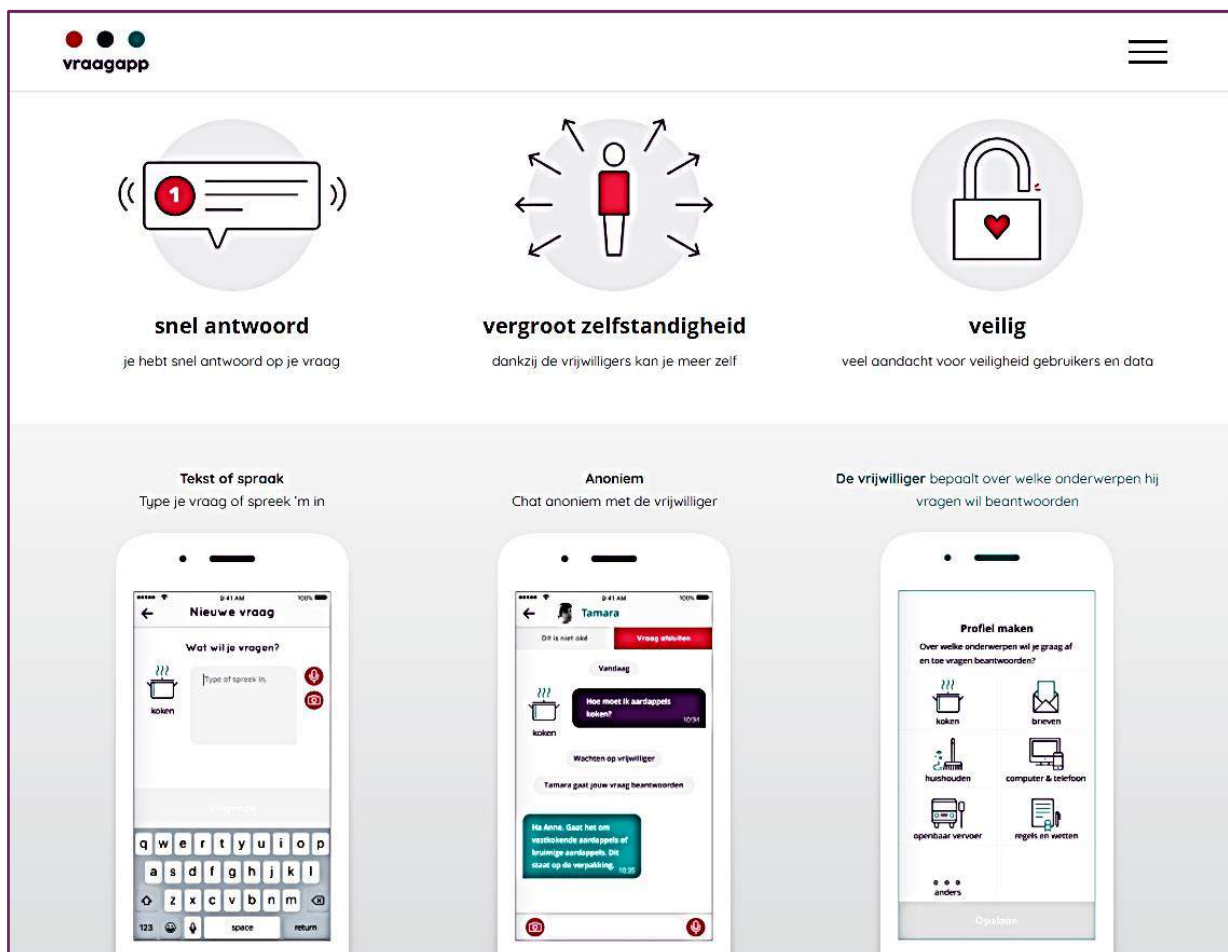 vraagapp
1
snel antwoord
je hebt snel antwoord op je vraag
vergroot zelfstandigheid
dankzij de vrijwilligers kan je meer zelf
veilig
veel aandacht voor veiligheid gebruikers en data
Tekst of spraak
Type je vraag of spreek 'm in
9:41 AM
100%
Nieuwe vraag
Wat wil je vragen?
Type of spreek in.
koken
q w e r t y u i o p
a s d f g h j k l
z x c v b n m
123
space
return
Anoniem
Chat anoniem met de vrijwilliger
9:41 AM
100%
Tamara
Dit is niet oké
Vraag afsluiten
Vandaag
Hoe moet ik aardappels
koken?
10:34
koken
Wachten op vrijwilliger
Tamara gaat jouw vraag beantwoorden
Ha Anne. Gaat het om
vastkokende aardappels of
kruimige aardappels. Dit
staat op de verpakking.
10:35
De vrijwilliger bepaalt over welke onderwerpen hij
vragen wil beantwoorden
Profiel maken
Over welke onderwerpen wil je graag af
en toe vragen beantwoorden?
koken
brieven
huishouden
computer & telefoon
openbaar vervoer
regels en wetten
anders
Opslaan